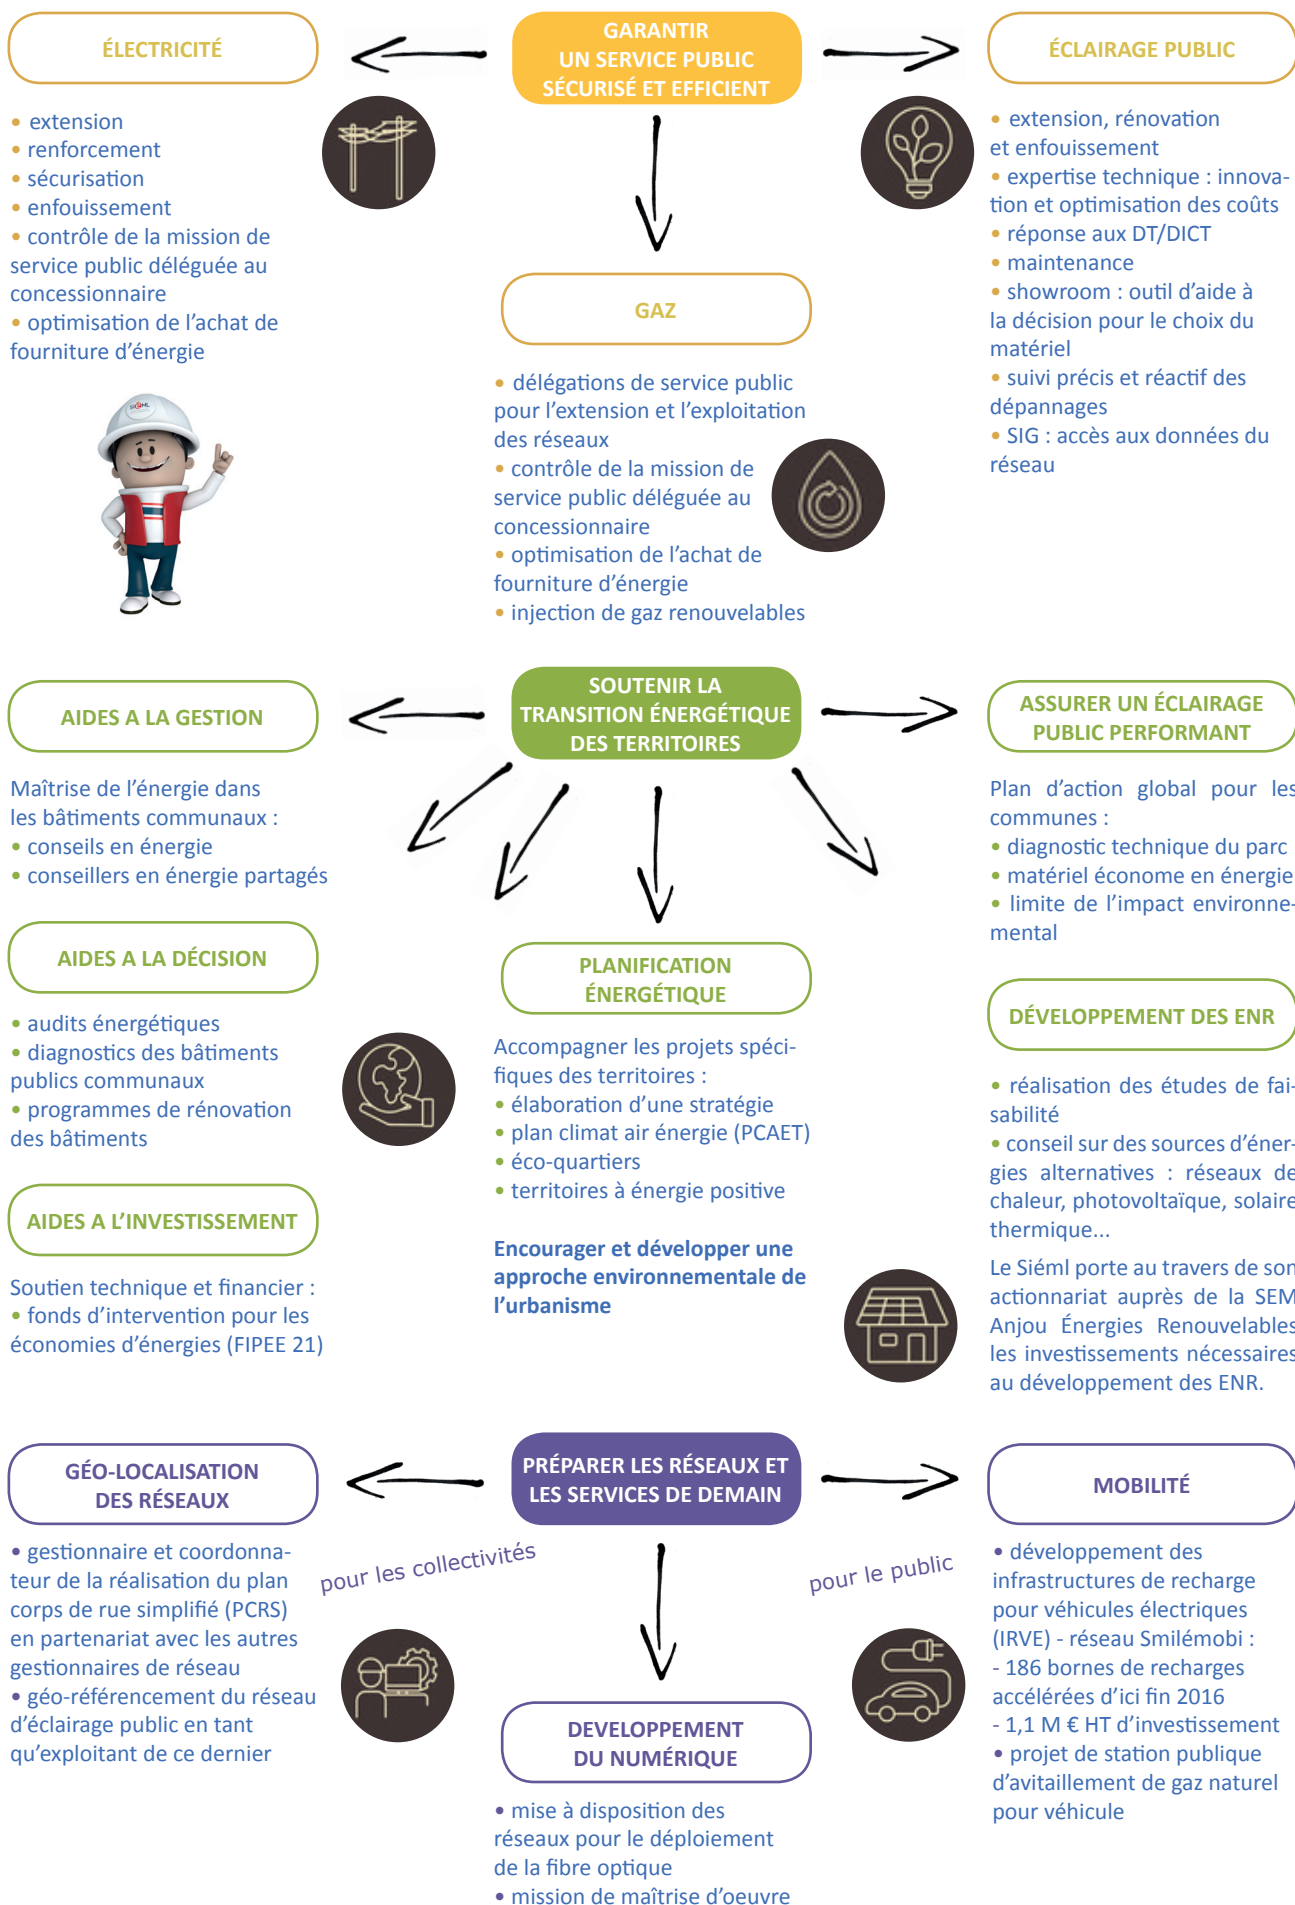 GARANTIR
UN SERVICE PUBLIC
SÉCURISÉ ET EFFICIENT
ÉLECTRICITÉ
• extension
• renforcement
• sécurisation
• enfouissement
• contrôle de la mission de
service public déléguée au
concessionnaire
• optimisation de l'achat de
fourniture d'énergie
SIéML
GAZ
• délégations de service public
pour l'extension et l'exploitation
des réseaux
• contrôle de la mission de
service public déléguée au
concessionnaire
• optimisation de l'achat de
fourniture d'énergie
• injection de gaz renouvelables
ÉCLAIRAGE PUBLIC
• extension, rénovation
et enfouissement
• expertise technique : innova-
tion et optimisation des coûts
• réponse aux DT/DICT
• maintenance
• showroom : outil d'aide à
la décision pour le choix du
matériel
• suivi précis et réactif des
dépannages
• SIG : accès aux données du
réseau
SOUTENIR LA
TRANSITION ÉNERGÉTIQUE
DES TERRITOIRES
AIDES A LA GESTION
Maîtrise de l'énergie dans
les bâtiments communaux :
• conseils en énergie
• conseillers en énergie partagés
AIDES A LA DÉCISION
• audits énergétiques
• diagnostics des bâtiments
publics communaux
• programmes de rénovation
des bâtiments
AIDES A L'INVESTISSEMENT
Soutien technique et financier :
• fonds d'intervention pour les
économies d'énergies (FIPEE 21)
PLANIFICATION
ÉNERGÉTIQUE
Accompagner les projets spéci-
fiques des territoires :
• élaboration d'une stratégie
• plan climat air énergie (PCAET)
• éco-quartiers
• territoires à énergie positive
Encourager et développer une
approche environnementale de
l'urbanisme
ASSURER UN ÉCLAIRAGE
PUBLIC PERFORMANT
Plan d'action global pour les
communes :
• diagnostic technique du parc
• matériel économe en énergie
• limite de l'impact environne-
mental
DÉVELOPPEMENT DES ENR
• réalisation des études de fai-
sabilité
• conseil sur des sources d'éner-
gies alternatives : réseaux de
chaleur, photovoltaïque, solaire
thermique...
Le Siéml porte au travers de son
actionnariat auprès de la SEM
Anjou Énergies Renouvelables
les investissements nécessaires
au développement des ENR.
PRÉPARER LES RÉSEAUX ET
LES SERVICES DE DEMAIN
GÉO-LOCALISATION
DES RÉSEAUX
• gestionnaire et coordonna-
teur de la réalisation du plan
corps de rue simplifié (PCRS)
en partenariat avec les autres
gestionnaires de réseau
• géo-référencement du réseau
d'éclairage public en tant
qu'exploitant de ce dernier
pour les collectivités
pour le public
DEVELOPPEMENT
DU NUMÉRIQUE
• mise à disposition des
réseaux pour le déploiement
de la fibre optique
• mission de maîtrise d'oeuvre
MOBILITÉ
• développement des
infrastructures de recharge
pour véhicules électriques
(IRVE) - réseau Smilémobi :
- 186 bornes de recharges
accélérées d'ici fin 2016
- 1,1 M € HT d'investissement
• projet de station publique
d'avitaillement de gaz naturel
pour véhicule